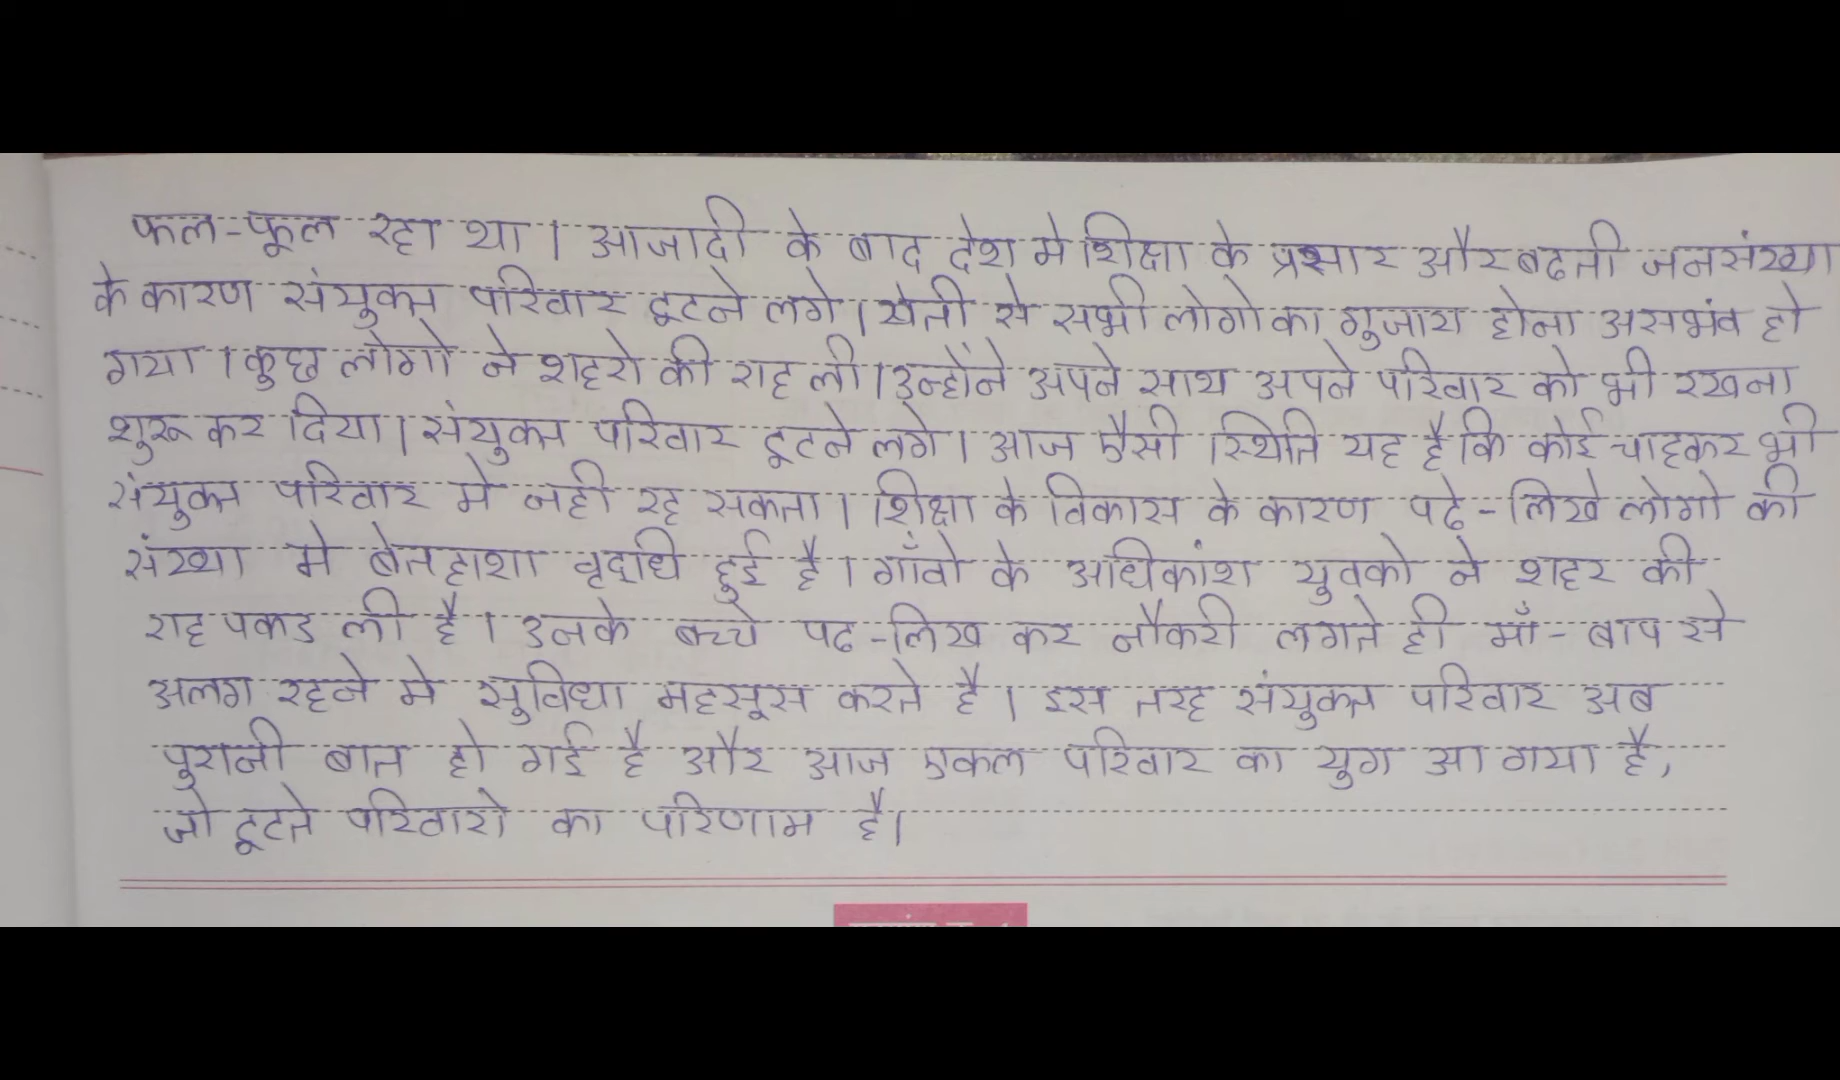 फल-फूल रहा था। आजादी के बाद देश मे शिक्षा के प्रसार और बढती जनसंख्या
के कारण संयुक्त परिवार टूटने लगे। खेती से सभी लोगो का गुजारा होना असभंव हो
गया। कुछ लोगो ने शहरो की राह ली। उन्होंने अपने साथ अपने परिवार को भी रखना
शुरू कर दिया। संयुक्त परिवार टूटने लगे। आज ऐसी स्थिति यह है कि कोई चाहकर भी
संयुक्त परिवार मे नही रह सकता। शिक्षा के विकास के कारण पढे-लिखे लोगो की
संख्या मे बेतहाशा वृद्धि हुई है। गाँवो के अधिकांश युवको ने शहर की
राह पकड ली है। उनके बच्चे पढ-लिख कर नौकरी लगते ही माँ-बाप से
अलग रहने मे सुविधा महसूस करते है। इस तरह संयुक्त परिवार अब
पुरानी बात हो गई है और आज एकल परिवार का युग आ गया है,
जो टूटते परिवारो का परिणाम है।